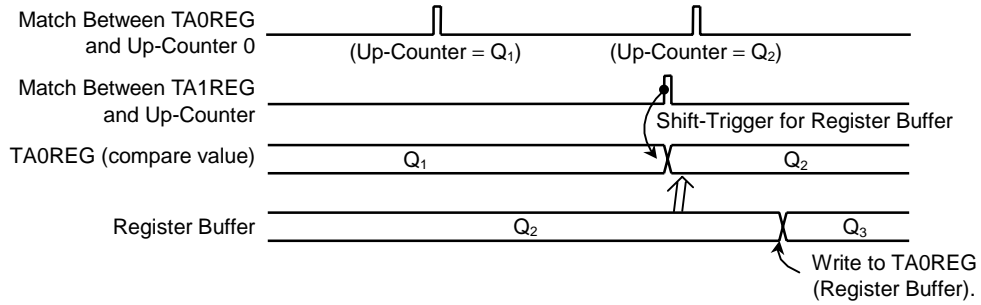 Match Between TA0REG
and Up-Counter 0
(Up-Counter = Q₁)
(Up-Counter = Q₂)
Match Between TA1REG
and Up-Counter
Shift-Trigger for Register Buffer
TA0REG (compare value)
Q₁
Q₂
Register Buffer
Q₂
Q₃
Write to TA0REG
(Register Buffer).